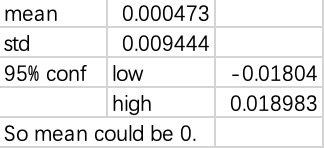 mean 0.000473
std 0.009444
95% conf low -0.01804
high 0.018983
So mean could be 0.